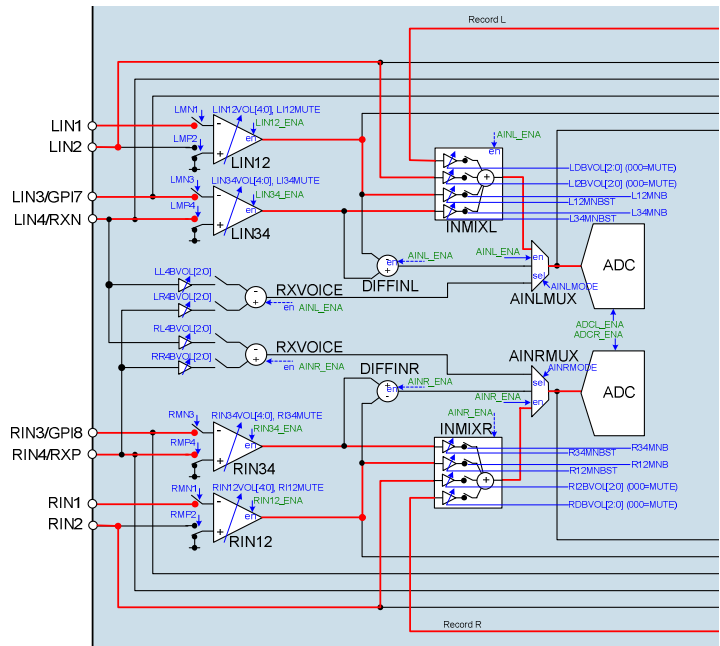 Record L
LMN1
LIN12VOL[4:0], LI12MUTE
LIN12_ENA
LIN1
LIN2
LMP2
-
+
en
LIN12
AINL_ENA
en
LMN3
LIN34VOL[4:0], LI34MUTE
LIN34_ENA
LIN3/GPI7
LIN4/RXN
LMP4
-
+
en
LIN34
+
LDBVOL[2:0] (000=MUTE)
LI2BVOL[2:0] (000=MUTE)
L12MNB
L12MNBST
L34MNB
INMIXL
AINL_ENA
en
-
+
DIFFINL
AINL_ENA
en
sel
AINLMODE
AINLMUX
ADC
LL4BVOL[2:0]
LR4BVOL[2:0]
RXVOICE
-
+
en
AINL_ENA
ADCL_ENA
ADCR_ENA
RL4BVOL[2:0]
RR4BVOL[2:0]
RXVOICE
+
-
en
AINR_ENA
AINRMUX
AINRMODE
sel
en
AINR_ENA
ADC
DIFFINR
+
-
en
AINR_ENA
AINR_ENA
en
INMIXR
RMN3
RIN34VOL[4:0], RI34MUTE
RIN34_ENA
RIN3/GPI8
RIN4/RXP
RMP4
-
+
en
RIN34
+
R34MNB
R34MNBST
R12MNB
R12MNBST
RI2BVOL[2:0] (000=MUTE)
RDBVOL[2:0] (000=MUTE)
RMN1
RIN12VOL[4:0], RI12MUTE
RIN12_ENA
RIN1
RIN2
RMP2
-
+
en
RIN12
Record R